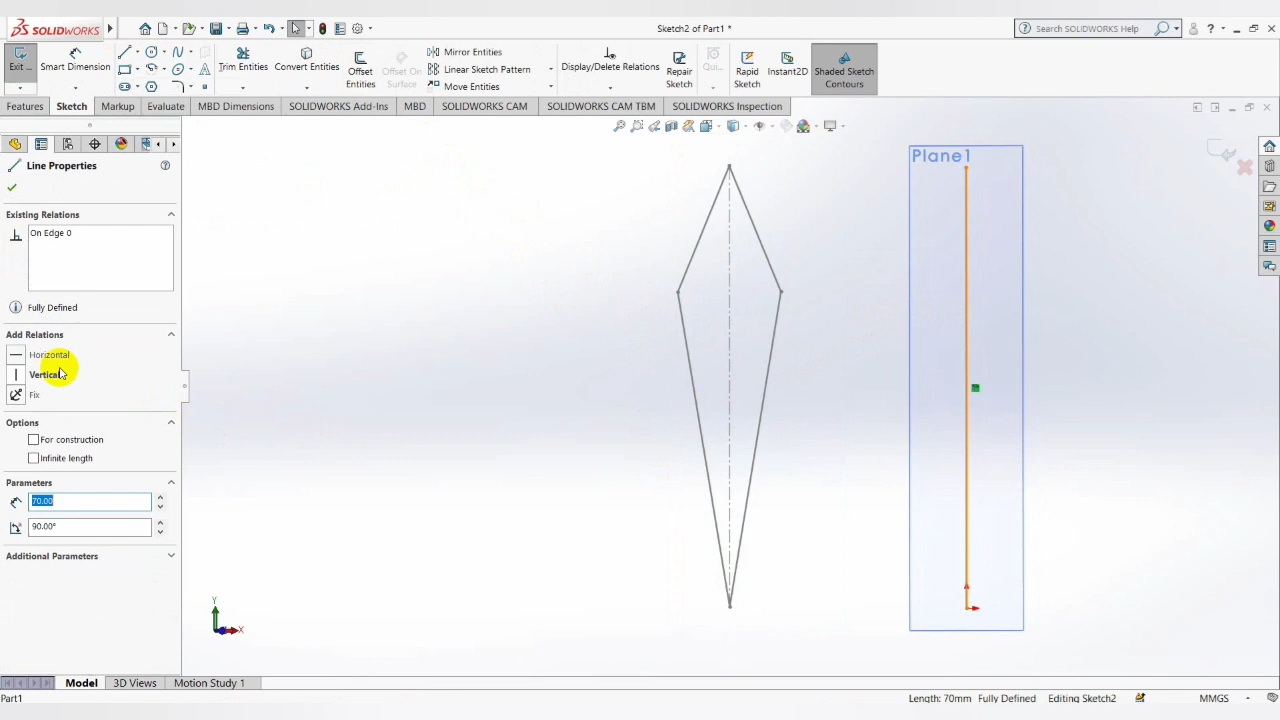 SOLIDWORKS
Sketch2 of Part1 *
Search SOLIDWORKS Help
Exit ...
Smart Dimension
Trim Entities
Convert Entities
Offset Entities
Offset On Surface
Mirror Entities
Linear Sketch Pattern
Move Entities
Display/Delete Relations
Repair Sketch
Qui...
Rapid Sketch
Instant2D
Shaded Sketch Contours
Features
Sketch
Markup
Evaluate
MBD Dimensions
SOLIDWORKS Add-Ins
MBD
SOLIDWORKS CAM
SOLIDWORKS CAM TBM
SOLIDWORKS Inspection
Line Properties
Existing Relations
On Edge 0
Fully Defined
Add Relations
Horizontal
Vertical
Fix
Options
For construction
Infinite length
Parameters
70.00
90.00°
Additional Parameters
Plane1
Y
X
Model
3D Views
Motion Study 1
Part1
Length: 70mm
Fully Defined
Editing Sketch2
MMGS